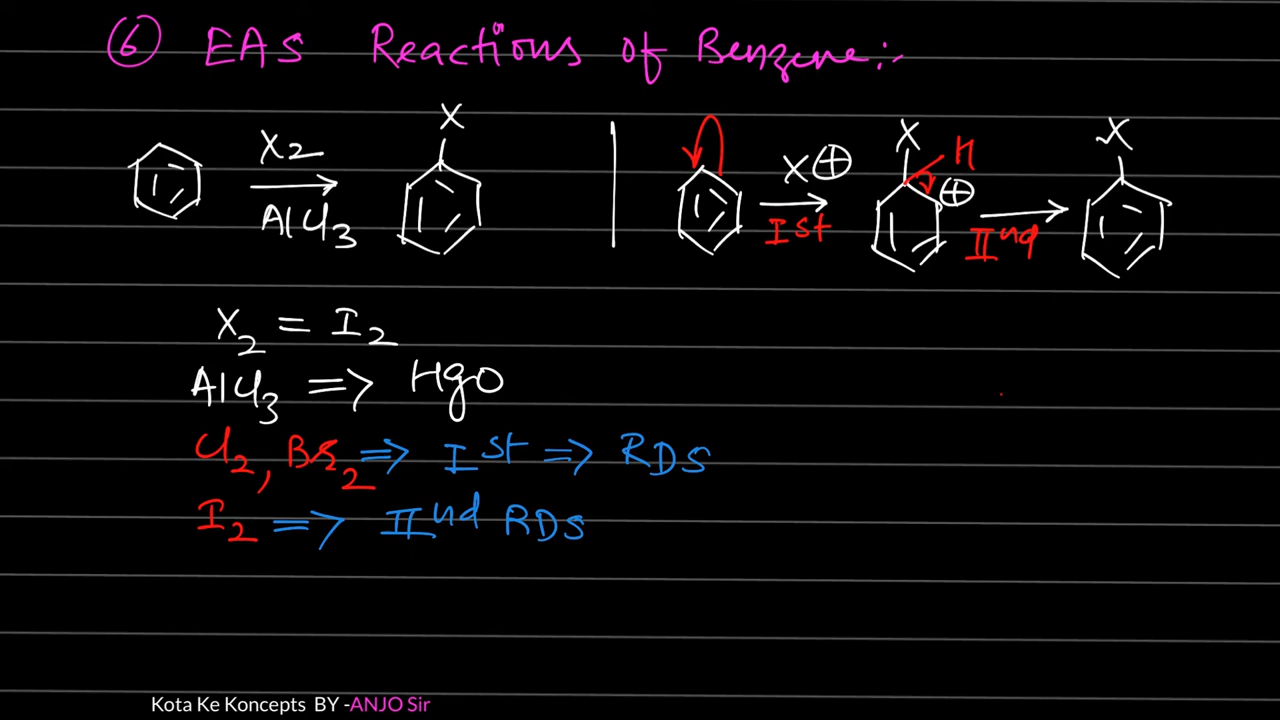 ⑥ EAS Reactions of Benzene:-
X
X2
AlCl3
X⊕
Ist
X
H
⊕
IInd
X
X2 = I2
AlCl3 => HgO
Cl2, Br2 => Ist => RDS
I2 => IInd RDS
Kota Ke Koncepts BY -ANJO Sir